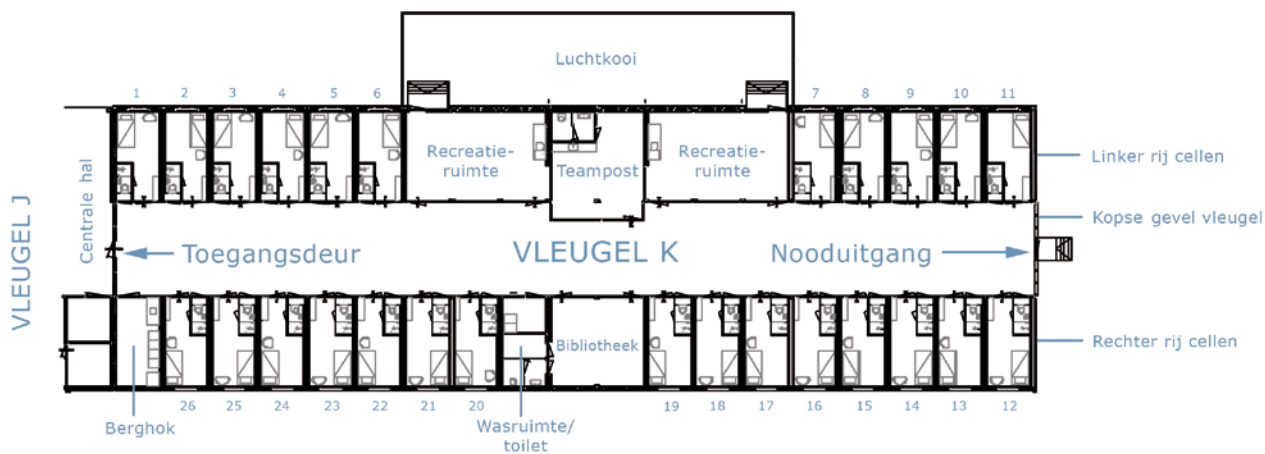 Luchtkooi
1 2 3 4 5 6 7 8 9 10 11
Recreatie-
ruimte
Teampost
Recreatie-
ruimte
Linker rij cellen
Kopse gevel vleugel
VLEUGEL J
Centrale hal
Toegangsdeur
VLEUGEL K
Nooduitgang
Bibliotheek
Rechter rij cellen
26 25 24 23 22 21 20 19 18 17 16 15 14 13 12
Berghok
Wasruimte/
toilet